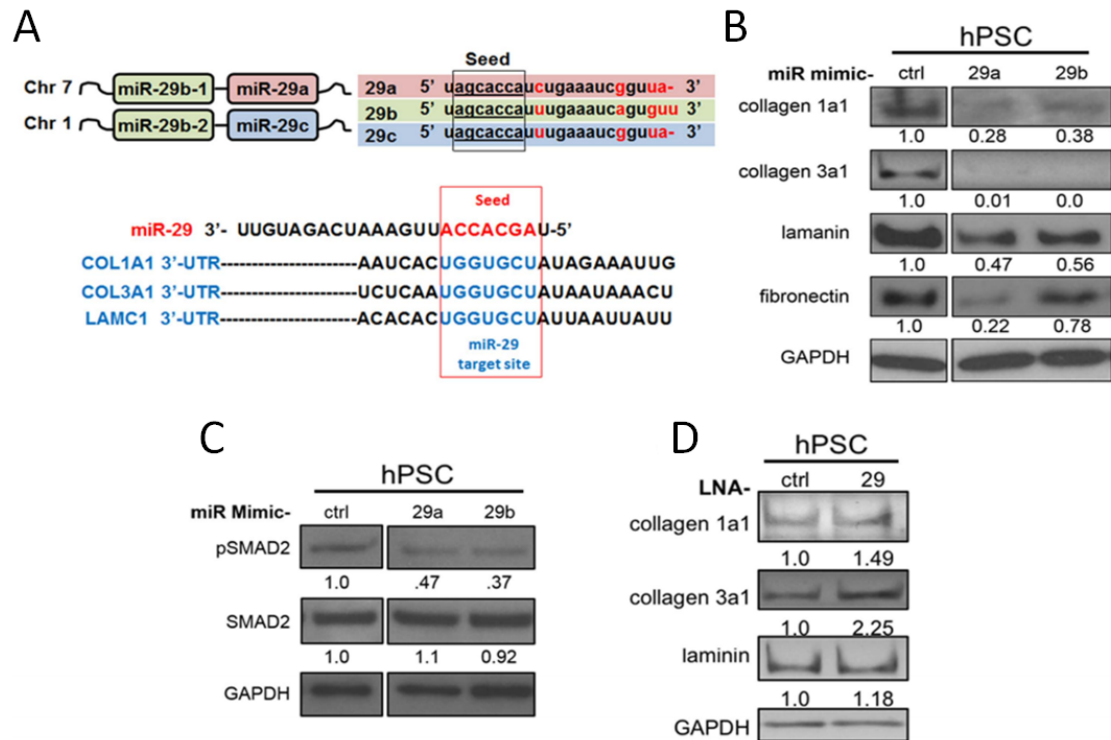 A
Seed
Chr 7 miR-29b-1 miR-29a 29a 5' uagcaccaucugaaaucgguua- 3'
29b 5' uagcaccauuugaaaucaguguu 3'
Chr 1 miR-29b-2 miR-29c 29c 5' uagcaccauuugaaaucgguua- 3'
Seed
miR-29 3'- UUGUAGACUAAAGUUACCACGAU-5'
COL1A1 3'-UTR----------------AAUCACUGGUGCUAUAGAAAUUG
COL3A1 3'-UTR----------------UCUCAAUGGUGCUAUAAUAAACU
LAMC1 3'-UTR----------------ACACACUGGUGCUAUUAAUUAUU
miR-29
target site
B
hPSC
miR mimic- ctrl 29a 29b
collagen 1a1
1.0 0.28 0.38
collagen 3a1
1.0 0.01 0.0
lamanin
1.0 0.47 0.56
fibronectin
1.0 0.22 0.78
GAPDH
C
hPSC
miR Mimic- ctrl 29a 29b
pSMAD2
1.0 .47 .37
SMAD2
1.0 1.1 0.92
GAPDH
D
hPSC
LNA- ctrl 29
collagen 1a1
1.0 1.49
collagen 3a1
1.0 2.25
laminin
1.0 1.18
GAPDH